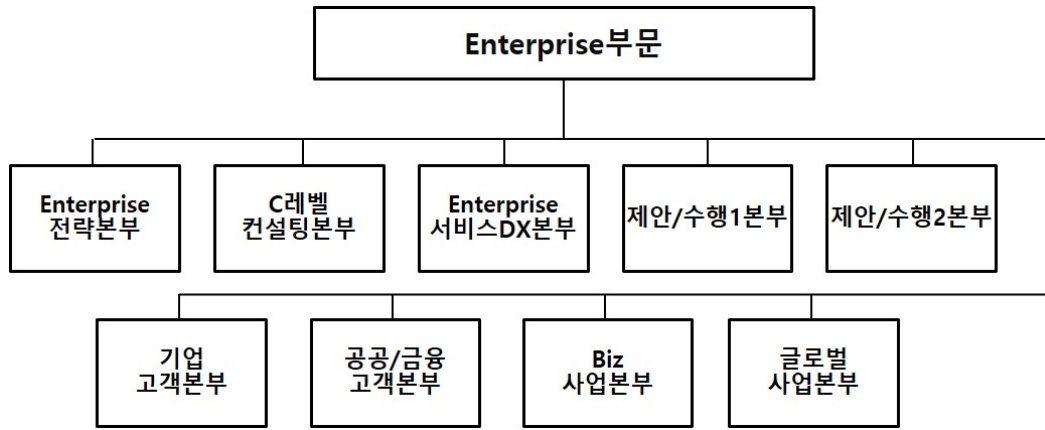 Enterprise부문
Enterprise
전략본부
C레벨
컨설팅본부
Enterprise
서비스DX본부
제안/수행1본부
제안/수행2본부
기업
고객본부
공공/금융
고객본부
Biz
사업본부
글로벌
사업본부